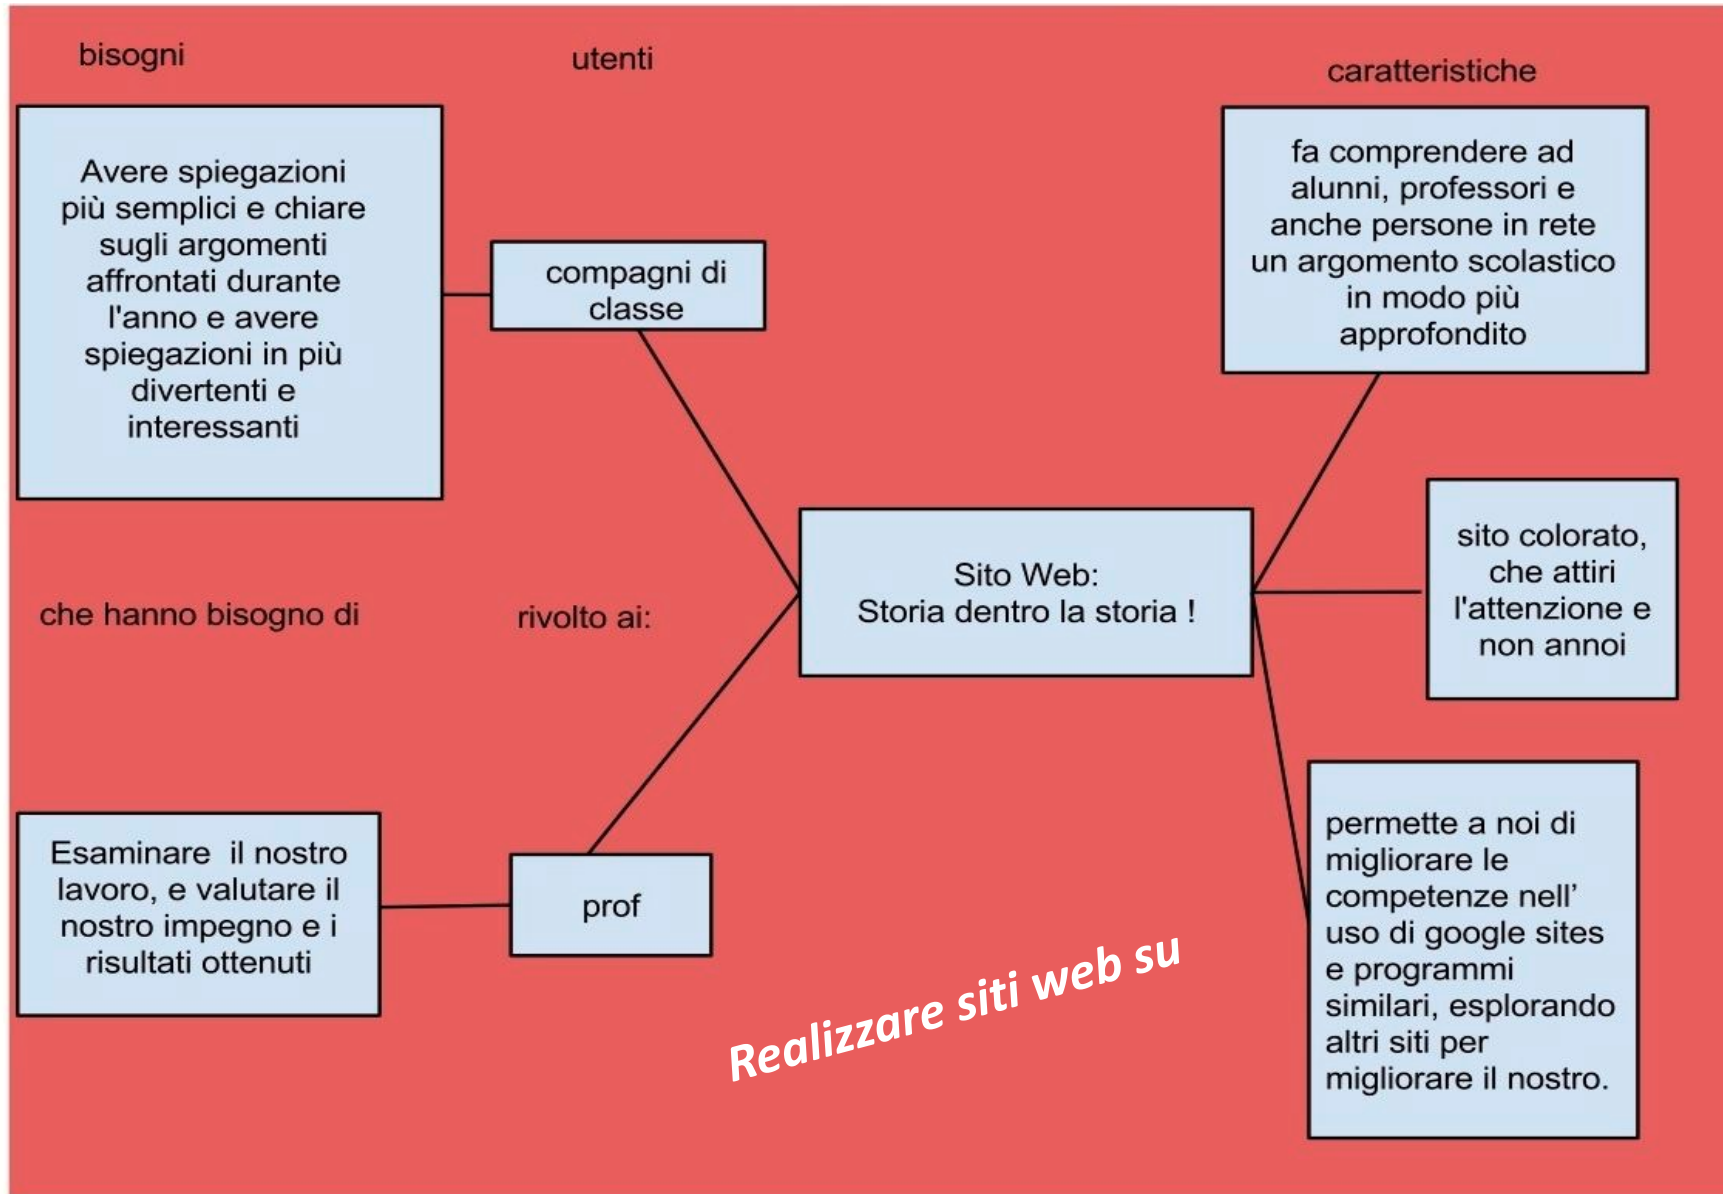 bisogni
utenti
caratteristiche
Avere spiegazioni
più semplici e chiare
sugli argomenti
affrontati durante
l'anno e avere
spiegazioni in più
divertenti e
interessanti
compagni di
classe
fa comprendere ad
alunni, professori e
anche persone in rete
un argomento scolastico
in modo più
approfondito
che hanno bisogno di
rivolto ai:
Sito Web:
Storia dentro la storia !
sito colorato,
che attiri
l'attenzione e
non annoi
Esaminare  il nostro
lavoro, e valutare il
nostro impegno e i
risultati ottenuti
prof
permette a noi di
migliorare le
competenze nell’
uso di google sites
e programmi
similari, esplorando
altri siti per
migliorare il nostro.
Realizzare siti web su